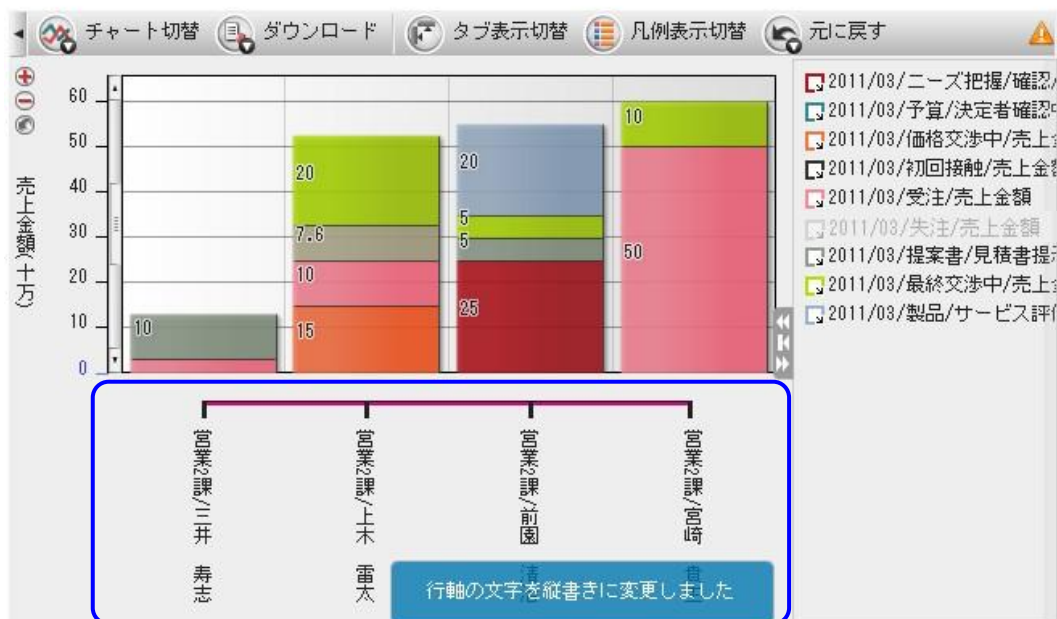 チャート切替 ダウンロード タブ表示切替 凡例表示切替 元に戻す
売上金額(十万)
60
50
40
30
20
10
0
10
20
7.6
10
15
20
5
5
25
10
50
2011/03/ニーズ把握/確認/
2011/03/予算/決定者確認
2011/03/価格交渉中/売上
2011/03/初回接触/売上金
2011/03/受注/売上金額
2011/03/失注/売上金額
2011/03/提案書/見積書提
2011/03/最終交渉中/売上
2011/03/製品/サービス評
営業2課/三井 寿志
営業2課/上木 雷太
営業2課/前園
営業2課/宮崎
行軸の文字を縦書きに変更しました